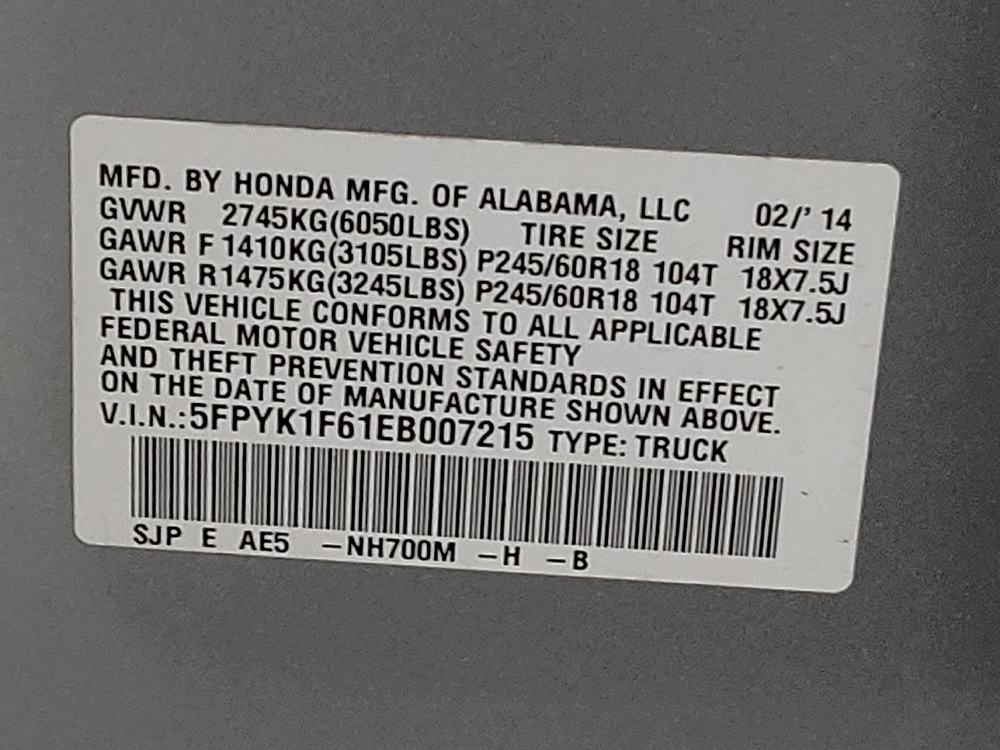 MFD. BY HONDA MFG. OF ALABAMA, LLC 02/' 14
GVWR 2745KG(6050LBS) TIRE SIZE RIM SIZE
GAWR F 1410KG(3105LBS) P245/60R18 104T 18X7.5J
GAWR R1475KG(3245LBS) P245/60R18 104T 18X7.5J
THIS VEHICLE CONFORMS TO ALL APPLICABLE
FEDERAL MOTOR VEHICLE SAFETY
AND THEFT PREVENTION STANDARDS IN EFFECT
ON THE DATE OF MANUFACTURE SHOWN ABOVE.
V.I.N.:5FPYK1F61EB007215 TYPE: TRUCK
SJP E AE5 –NH700M –H –B